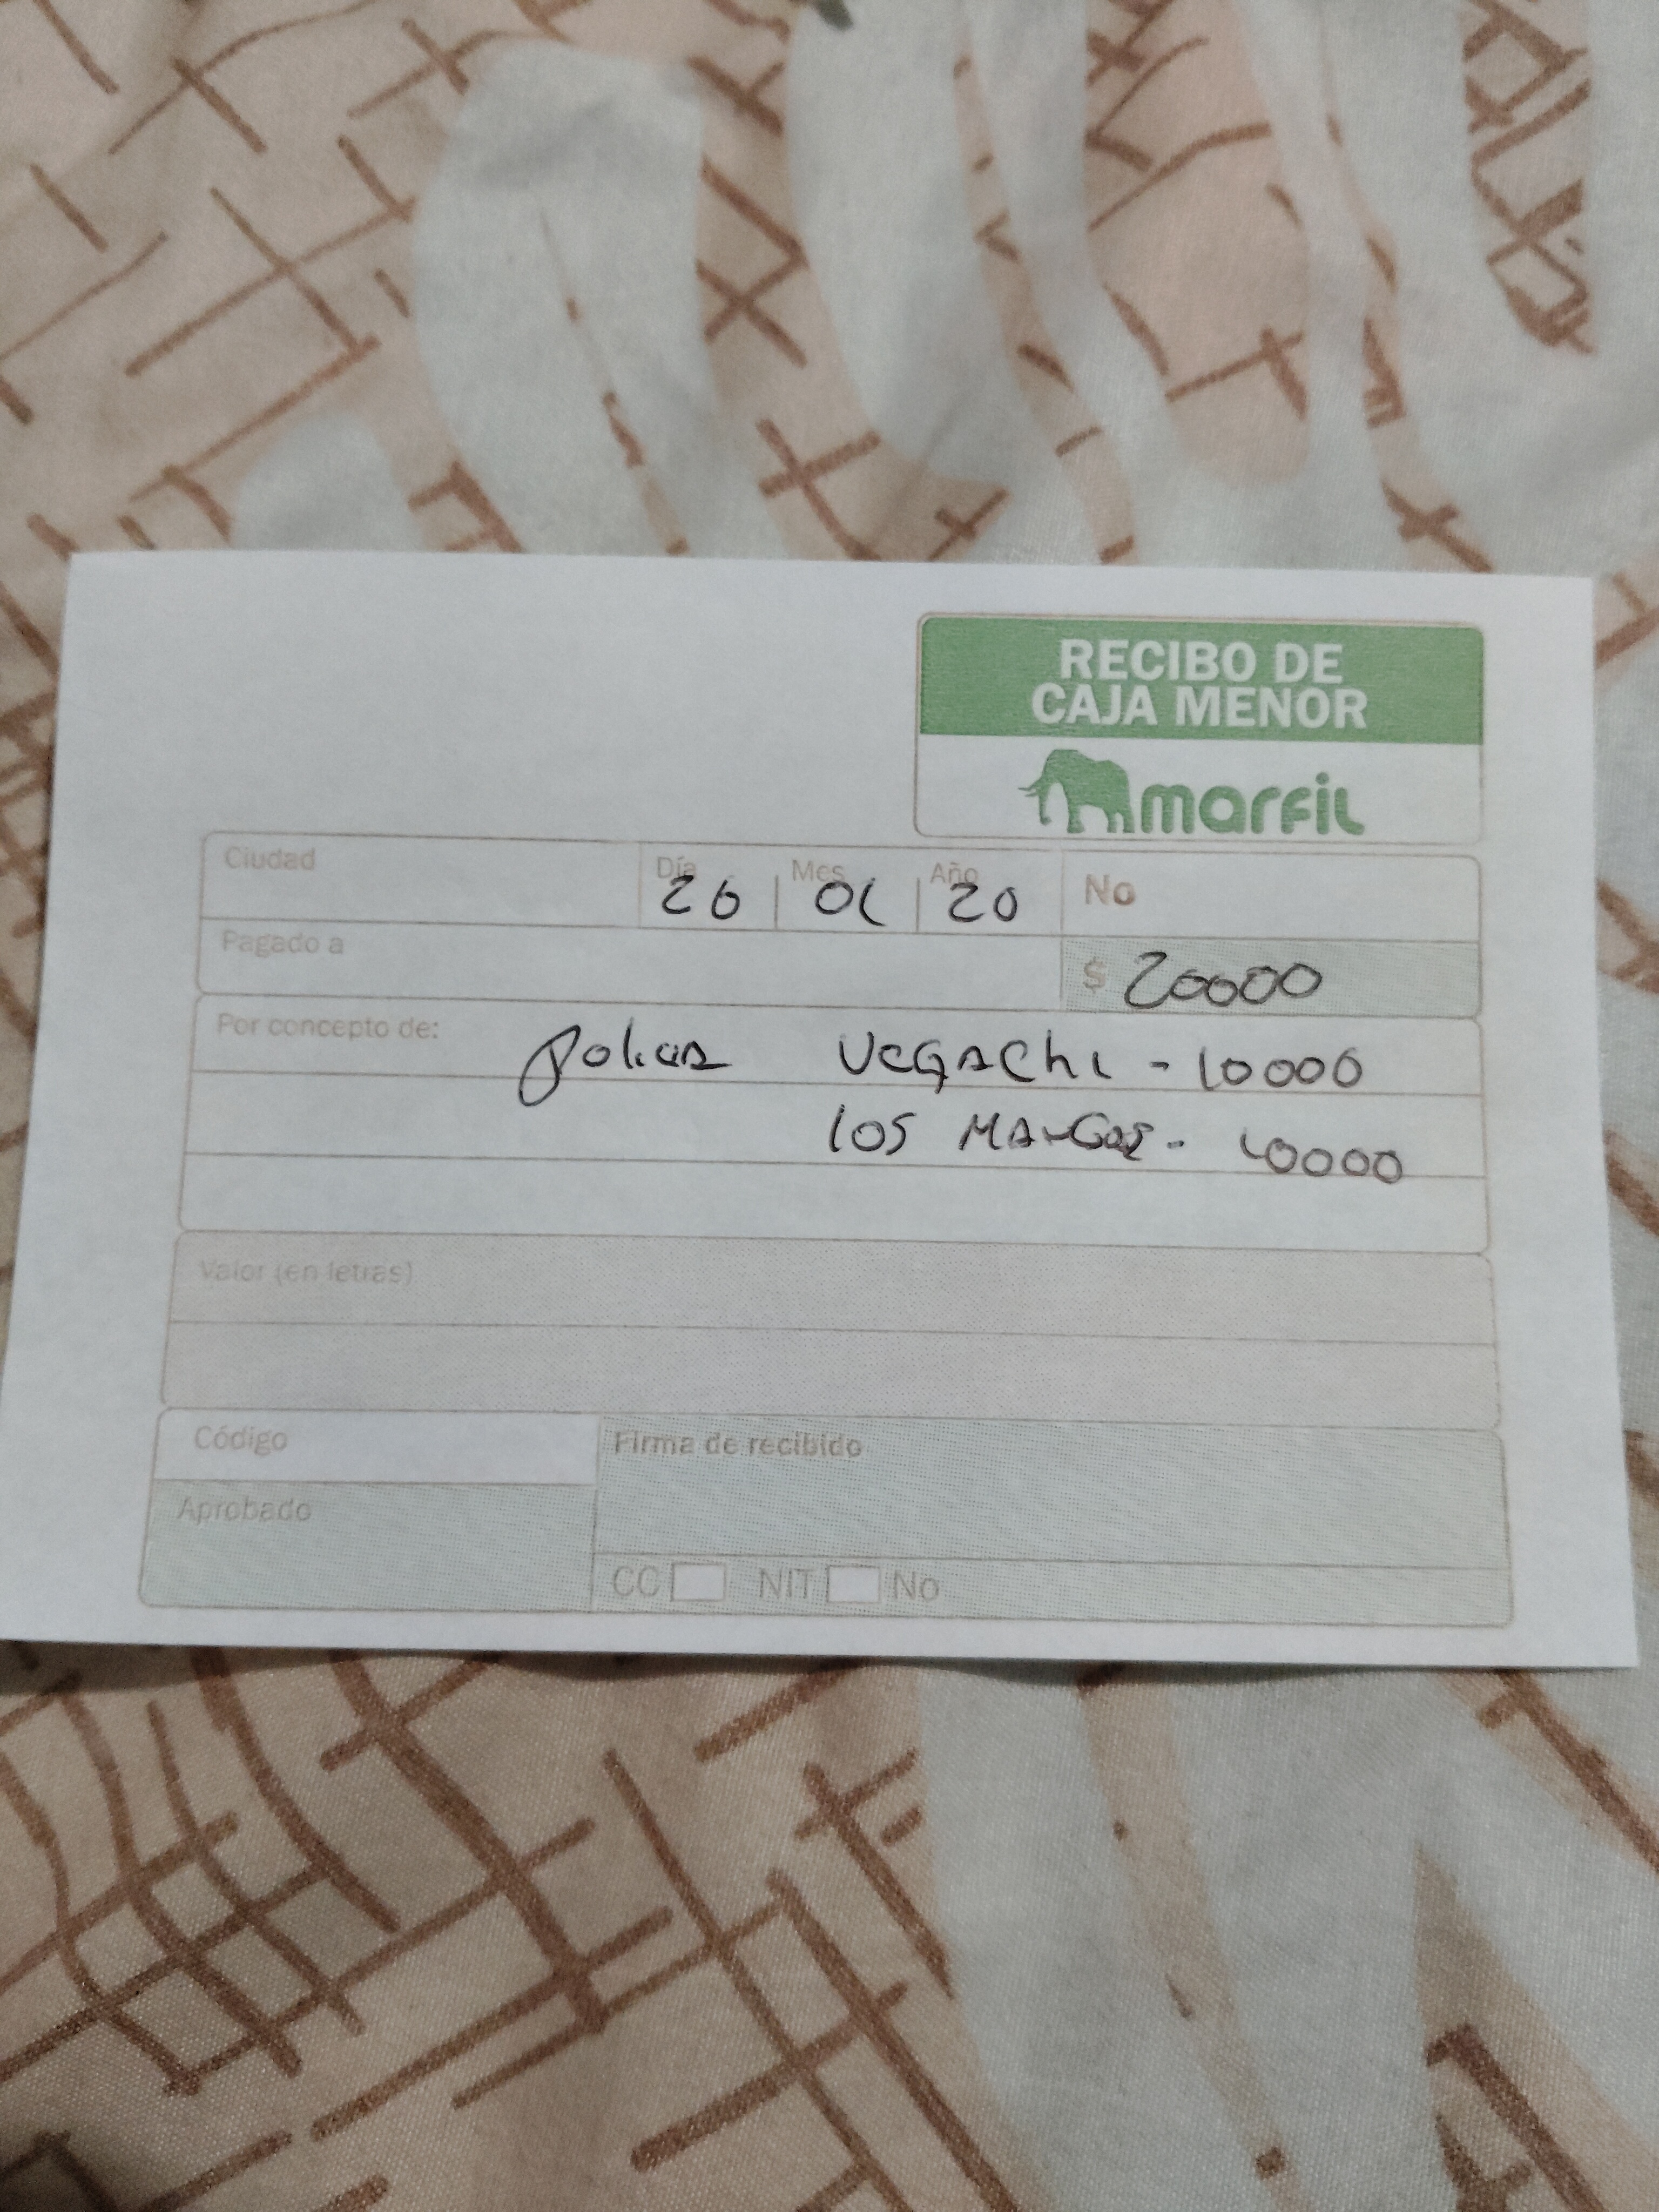 RECIBO DE
CAJA MENOR
marfil
Ciudad Día Mes Año No
26 01 20
Pagado a $ 20000
Por concepto de: Policia VEGAChi - 10000
LOS MANGOS - 10000
Valor (en letras)
Código Firma de recibido
Aprobado
CC NIT No